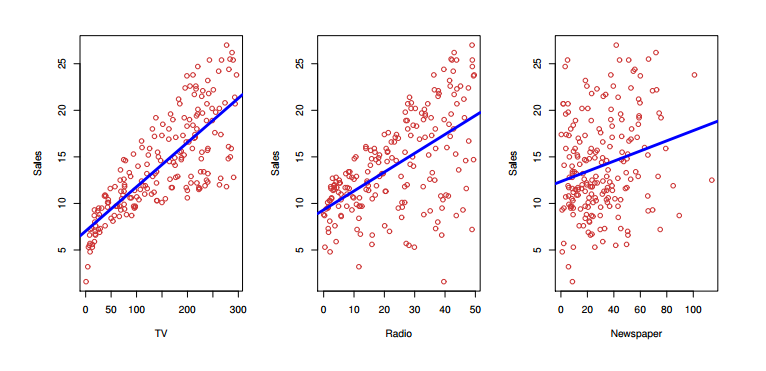 Sales
5 10 15 20 25
0 50 100 200 300
TV
Sales
5 10 15 20 25
0 10 20 30 40 50
Radio
Sales
5 10 15 20 25
0 20 40 60 80 100
Newspaper